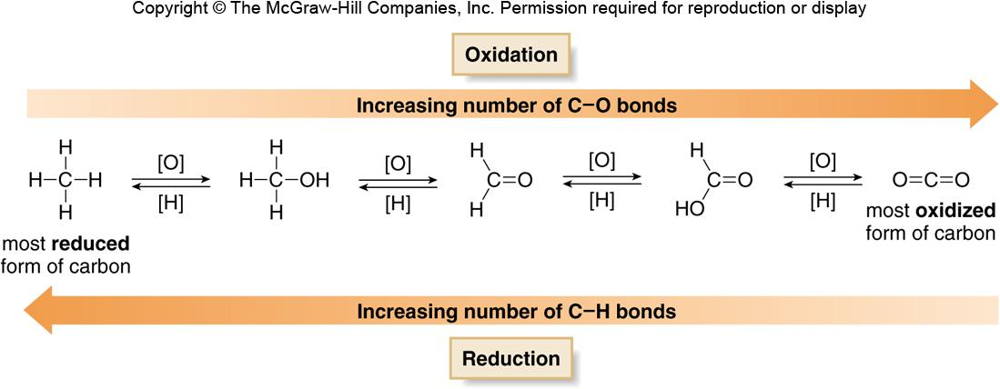 Copyright © The McGraw-Hill Companies, Inc. Permission required for reproduction or display
Oxidation
Increasing number of C−O bonds
H
H−C−H
H
[O]
[H]
H
H−C−OH
H
[O]
[H]
H
C=O
H
[O]
[H]
H
C=O
HO
[O]
[H]
O=C=O
most reduced
form of carbon
most oxidized
form of carbon
Increasing number of C−H bonds
Reduction